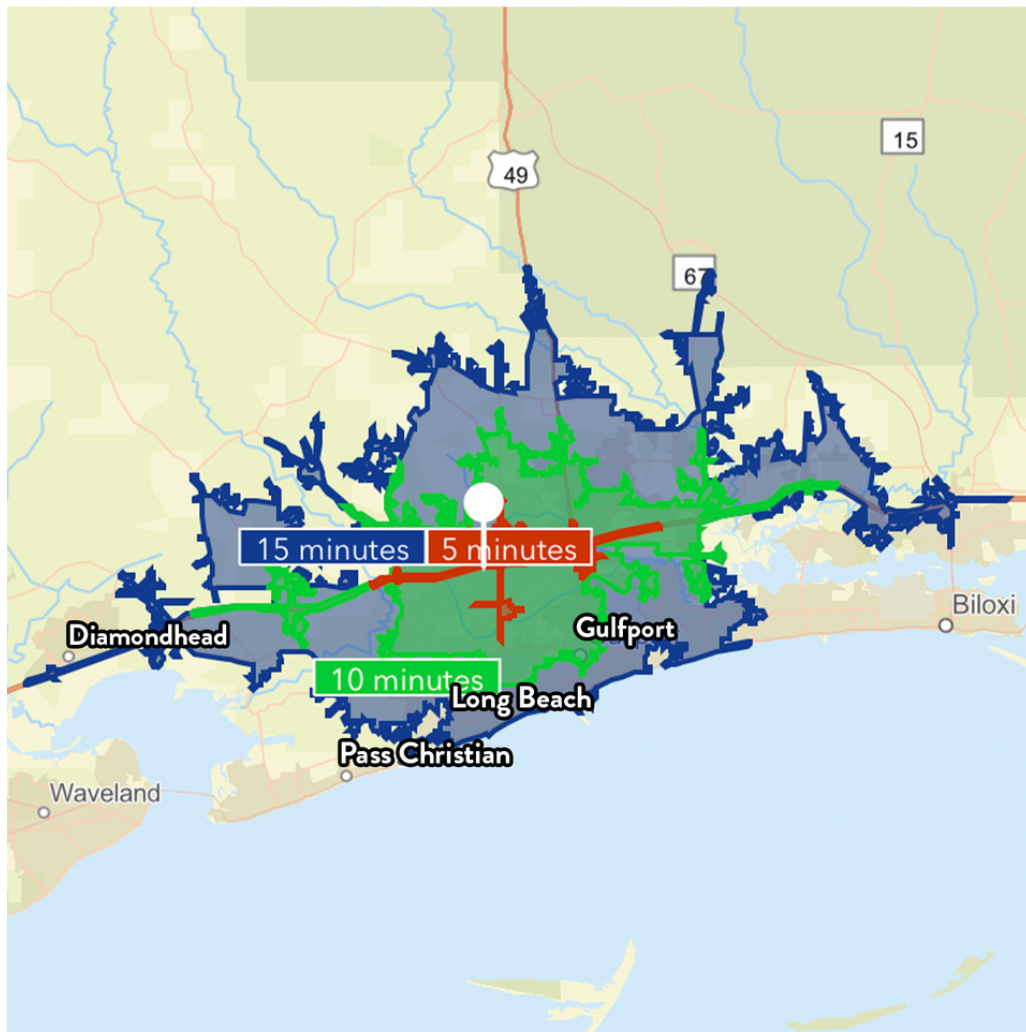 15
49
67
15 minutes
5 minutes
Biloxi
Gulfport
Diamondhead
10 minutes
Long Beach
Pass Christian
Waveland